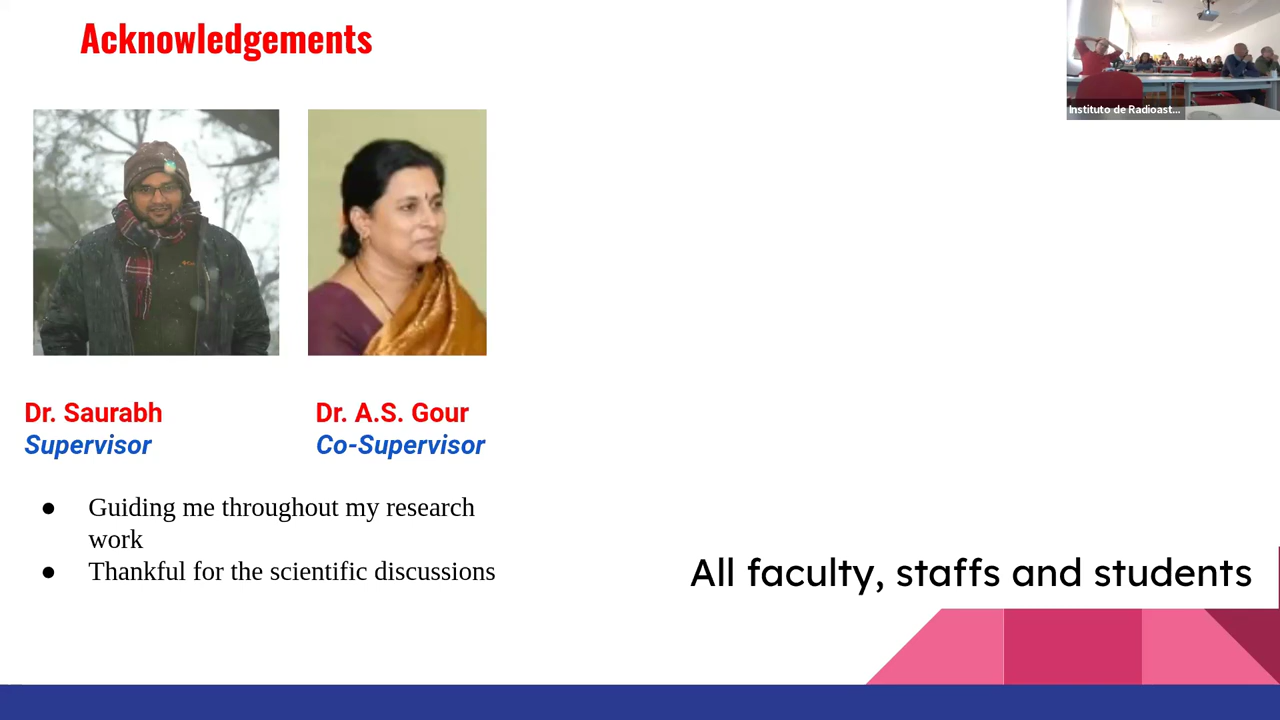 Acknowledgements
Instituto de Radioast...
Dr. Saurabh
Supervisor
Dr. A.S. Gour
Co-Supervisor
● Guiding me throughout my research
work
● Thankful for the scientific discussions
All faculty, staffs and students